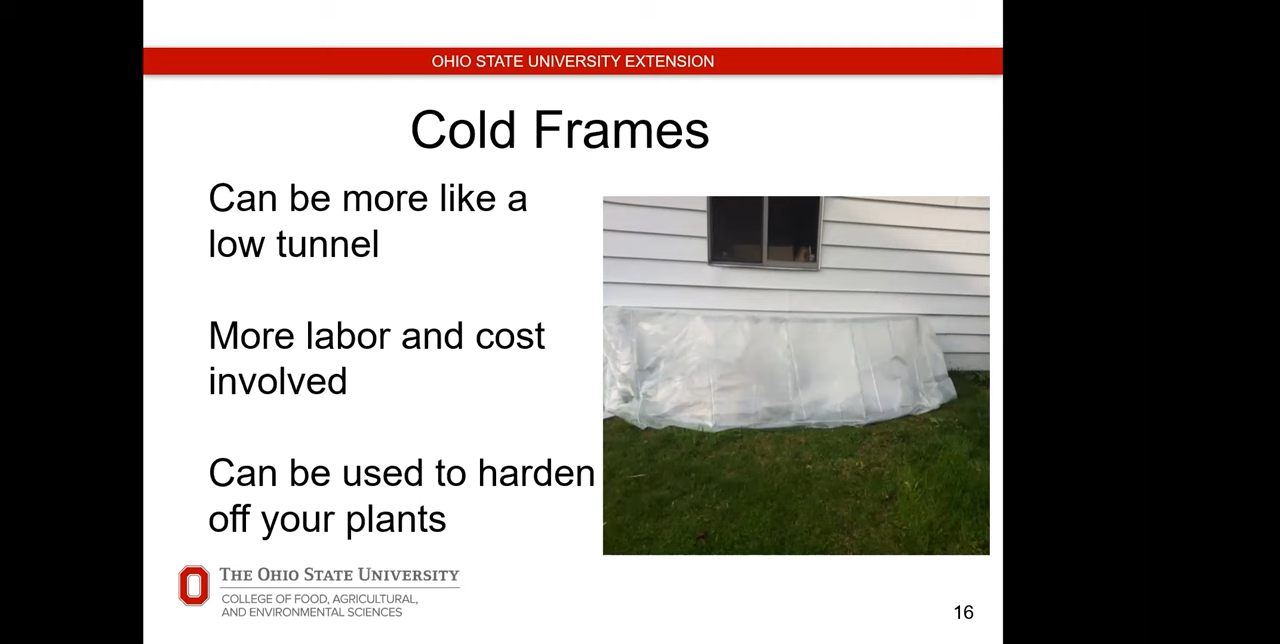 OHIO STATE UNIVERSITY EXTENSION
Cold Frames
Can be more like a
low tunnel
More labor and cost
involved
Can be used to harden
off your plants
THE OHIO STATE UNIVERSITY
COLLEGE OF FOOD, AGRICULTURAL,
AND ENVIRONMENTAL SCIENCES
16